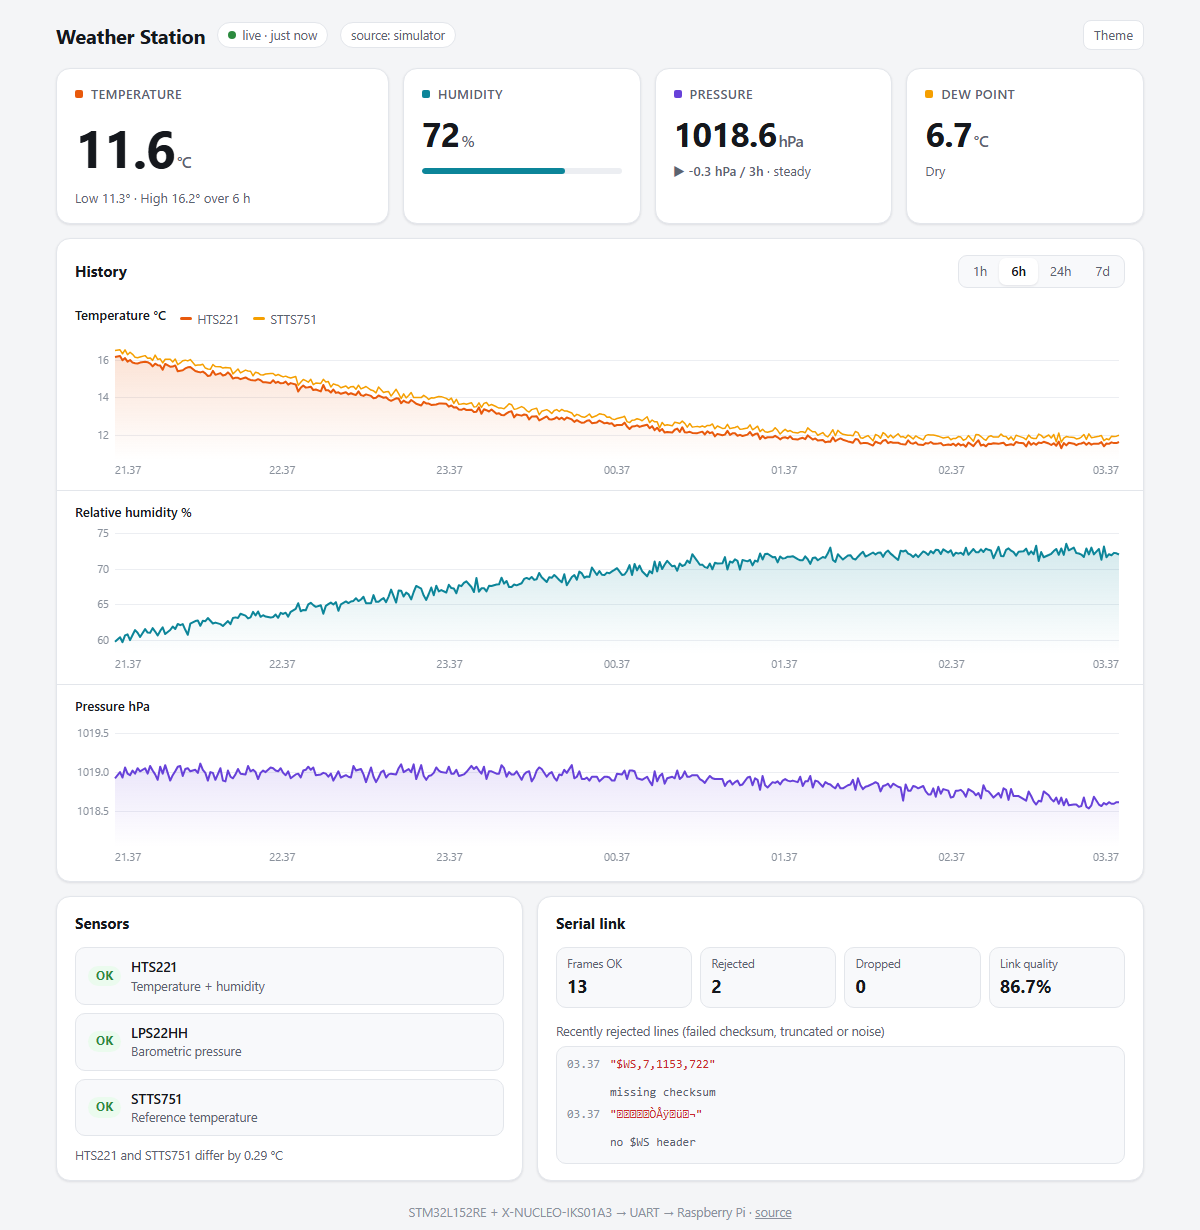 Weather Station
live · just now
source: simulator
Theme
TEMPERATURE
11.6 °C
Low 11.3° · High 16.2° over 6 h
HUMIDITY
72 %
PRESSURE
1018.6 hPa
▶ -0.3 hPa / 3h · steady
DEW POINT
6.7 °C
Dry
History
1h 6h 24h 7d
Temperature °C HTS221 STTS751
16
14
12
21.37 22.37 23.37 00.37 01.37 02.37 03.37
Relative humidity %
75
70
65
60
21.37 22.37 23.37 00.37 01.37 02.37 03.37
Pressure hPa
1019.5
1019.0
1018.5
21.37 22.37 23.37 00.37 01.37 02.37 03.37
Sensors
OK HTS221
Temperature + humidity
OK LPS22HH
Barometric pressure
OK STTS751
Reference temperature
HTS221 and STTS751 differ by 0.29 °C
Serial link
Frames OK
13
Rejected
2
Dropped
0
Link quality
86.7%
Recently rejected lines (failed checksum, truncated or noise)
03.37 "$WS,7,1153,722"
missing checksum
03.37
no $WS header
STM32L152RE + X-NUCLEO-IKS01A3 → UART → Raspberry Pi · source